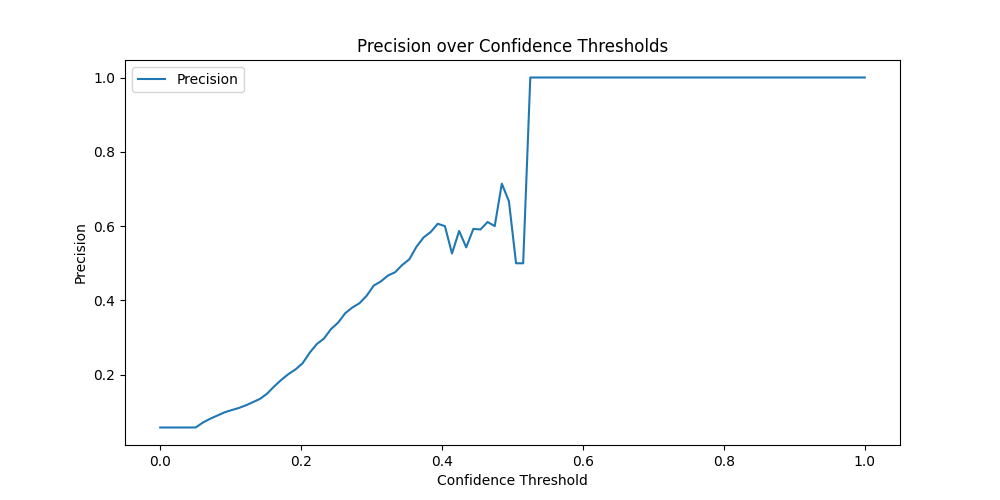 Precision over Confidence Thresholds
Precision
1.0
0.8
0.6
0.4
0.2
Precision
0.0 0.2 0.4 0.6 0.8 1.0
Confidence Threshold